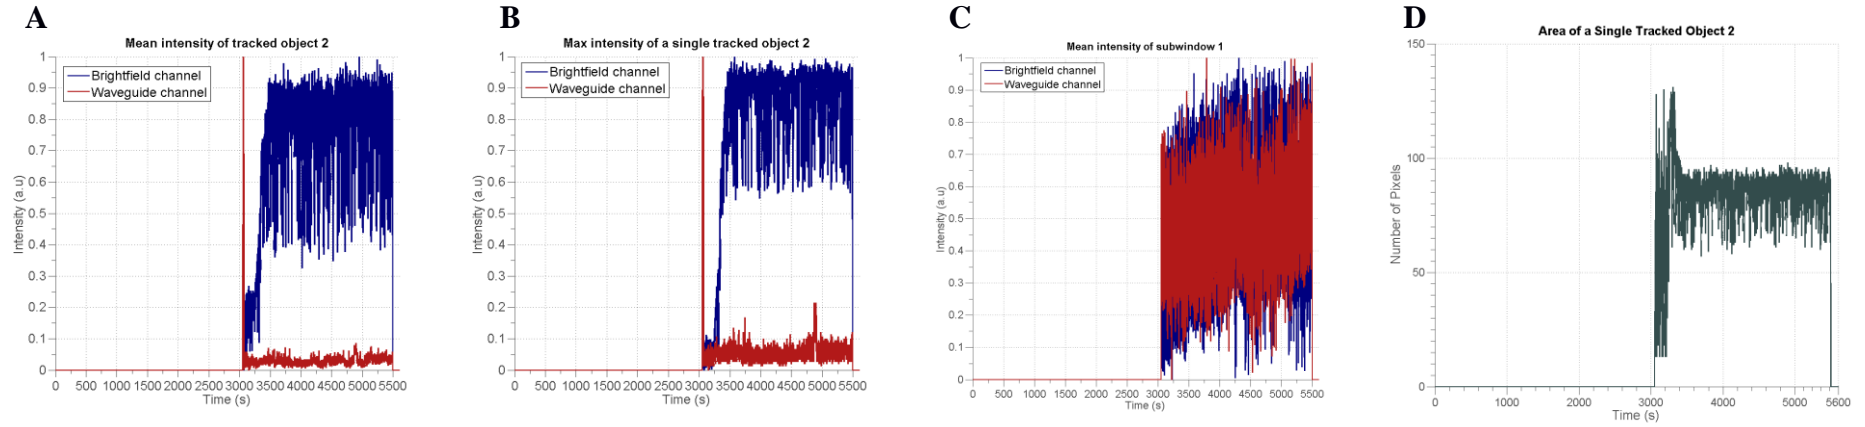 A
Mean intensity of tracked object 2
Brightfield channel
Waveguide channel
Intensity (a.u)
1
0.9
0.8
0.7
0.6
0.5
0.4
0.3
0.2
0.1
0
0 500 1000 1500 2000 2500 3000 3500 4000 4500 5000 5500
Time (s)
B
Max intensity of a single tracked object 2
Brightfield channel
Waveguide channel
Intensity (a.u)
1
0.9
0.8
0.7
0.6
0.5
0.4
0.3
0.2
0.1
0
0 500 1000 1500 2000 2500 3000 3500 4000 4500 5000 5500
Time (s)
C
Mean intensity of subwindow 1
Brightfield channel
Waveguide channel
Intensity (a.u)
1
0.9
0.8
0.7
0.6
0.5
0.4
0.3
0.2
0.1
0
0 500 1000 1500 2000 2500 3000 3500 4000 4500 5000 5500
Time (s)
D
Area of a Single Tracked Object 2
Number of Pixels
150
100
50
0
0 1000 2000 3000 4000 5000 5600
Time (s)